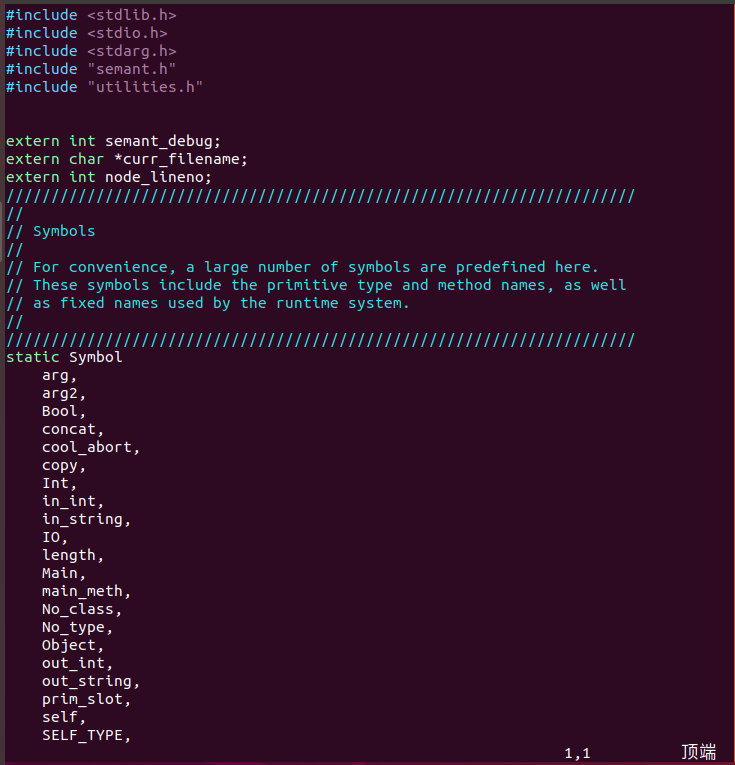 #include <stdlib.h>
#include <stdio.h>
#include <stdarg.h>
#include "semant.h"
#include "utilities.h"


extern int semant_debug;
extern char *curr_filename;
extern int node_lineno;
//////////////////////////////////////////////////////////////////////
//
// Symbols
//
// For convenience, a large number of symbols are predefined here.
// These symbols include the primitive type and method names, as well
// as fixed names used by the runtime system.
//
//////////////////////////////////////////////////////////////////////
static Symbol
    arg,
    arg2,
    Bool,
    concat,
    cool_abort,
    copy,
    Int,
    in_int,
    in_string,
    IO,
    length,
    Main,
    main_meth,
    No_class,
    No_type,
    Object,
    out_int,
    out_string,
    prim_slot,
    self,
    SELF_TYPE,
1,1 顶端